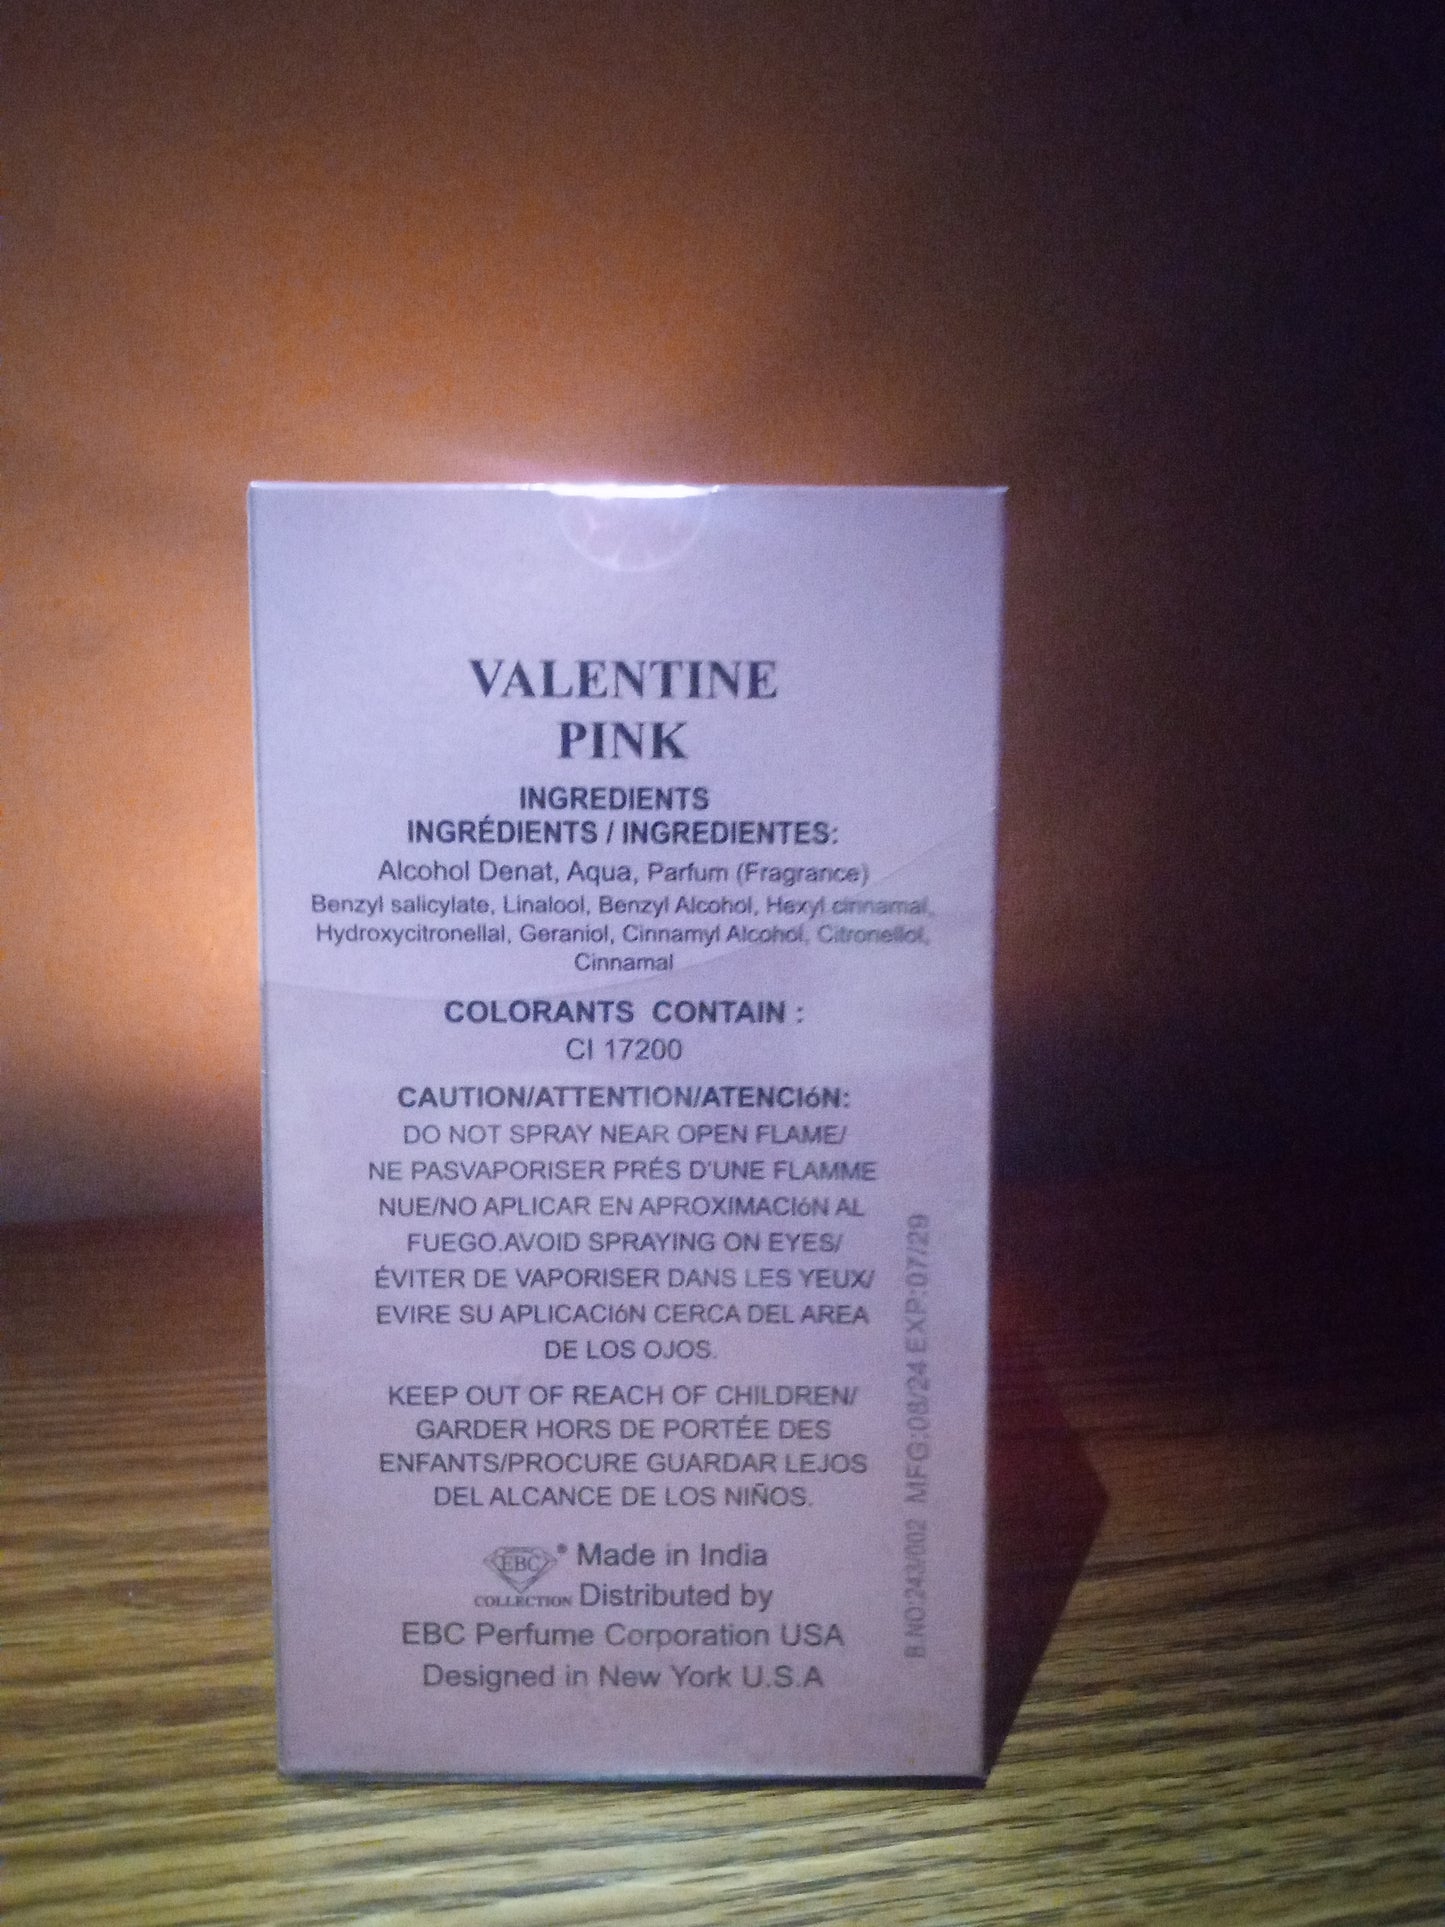 VALENTINE
PINK
INGREDIENTS
INGRÉDIENTS / INGREDIENTES:
Alcohol Denat, Aqua, Parfum (Fragrance)
Benzyl salicylate, Linalool, Benzyl Alcohol, Hexyl cinnamal,
Hydroxycitronellal, Geraniol, Cinnamyl Alcohol, Citronellol,
Cinnamal
COLORANTS CONTAIN :
CI 17200
CAUTION/ATTENTION/ATENCIóN:
DO NOT SPRAY NEAR OPEN FLAME/
NE PASVAPORISER PRÉS D'UNE FLAMME
NUE/NO APLICAR EN APROXIMACIóN AL
FUEGO.AVOID SPRAYING ON EYES/
ÉVITER DE VAPORISER DANS LES YEUX/
EVIRE SU APLICACIóN CERCA DEL AREA
DE LOS OJOS.
KEEP OUT OF REACH OF CHILDREN/
GARDER HORS DE PORTÉE DES
ENFANTS/PROCURE GUARDAR LEJOS
DEL ALCANCE DE LOS NIÑOS.
EBC® Made in India
COLLECTION Distributed by
EBC Perfume Corporation USA
Designed in New York U.S.A
B NO:243/002 MFG:08/24 EXP:07/29